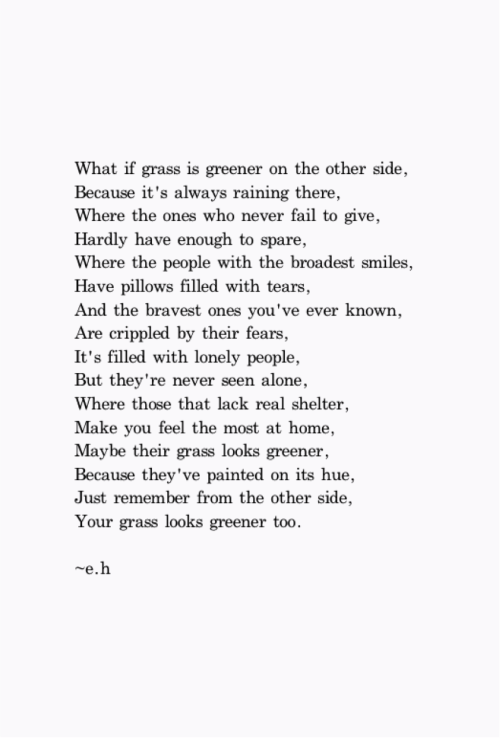 What if grass is greener on the other side,
Because it's always raining there,
Where the ones who never fail to give,
Hardly have enough to spare,
Where the people with the broadest smiles,
Have pillows filled with tears,
And the bravest ones you've ever known,
Are crippled by their fears,
It's filled with lonely people,
But they're never seen alone,
Where those that lack real shelter,
Make you feel the most at home,
Maybe their grass looks greener,
Because they've painted on its hue,
Just remember from the other side,
Your grass looks greener too.
~e.h